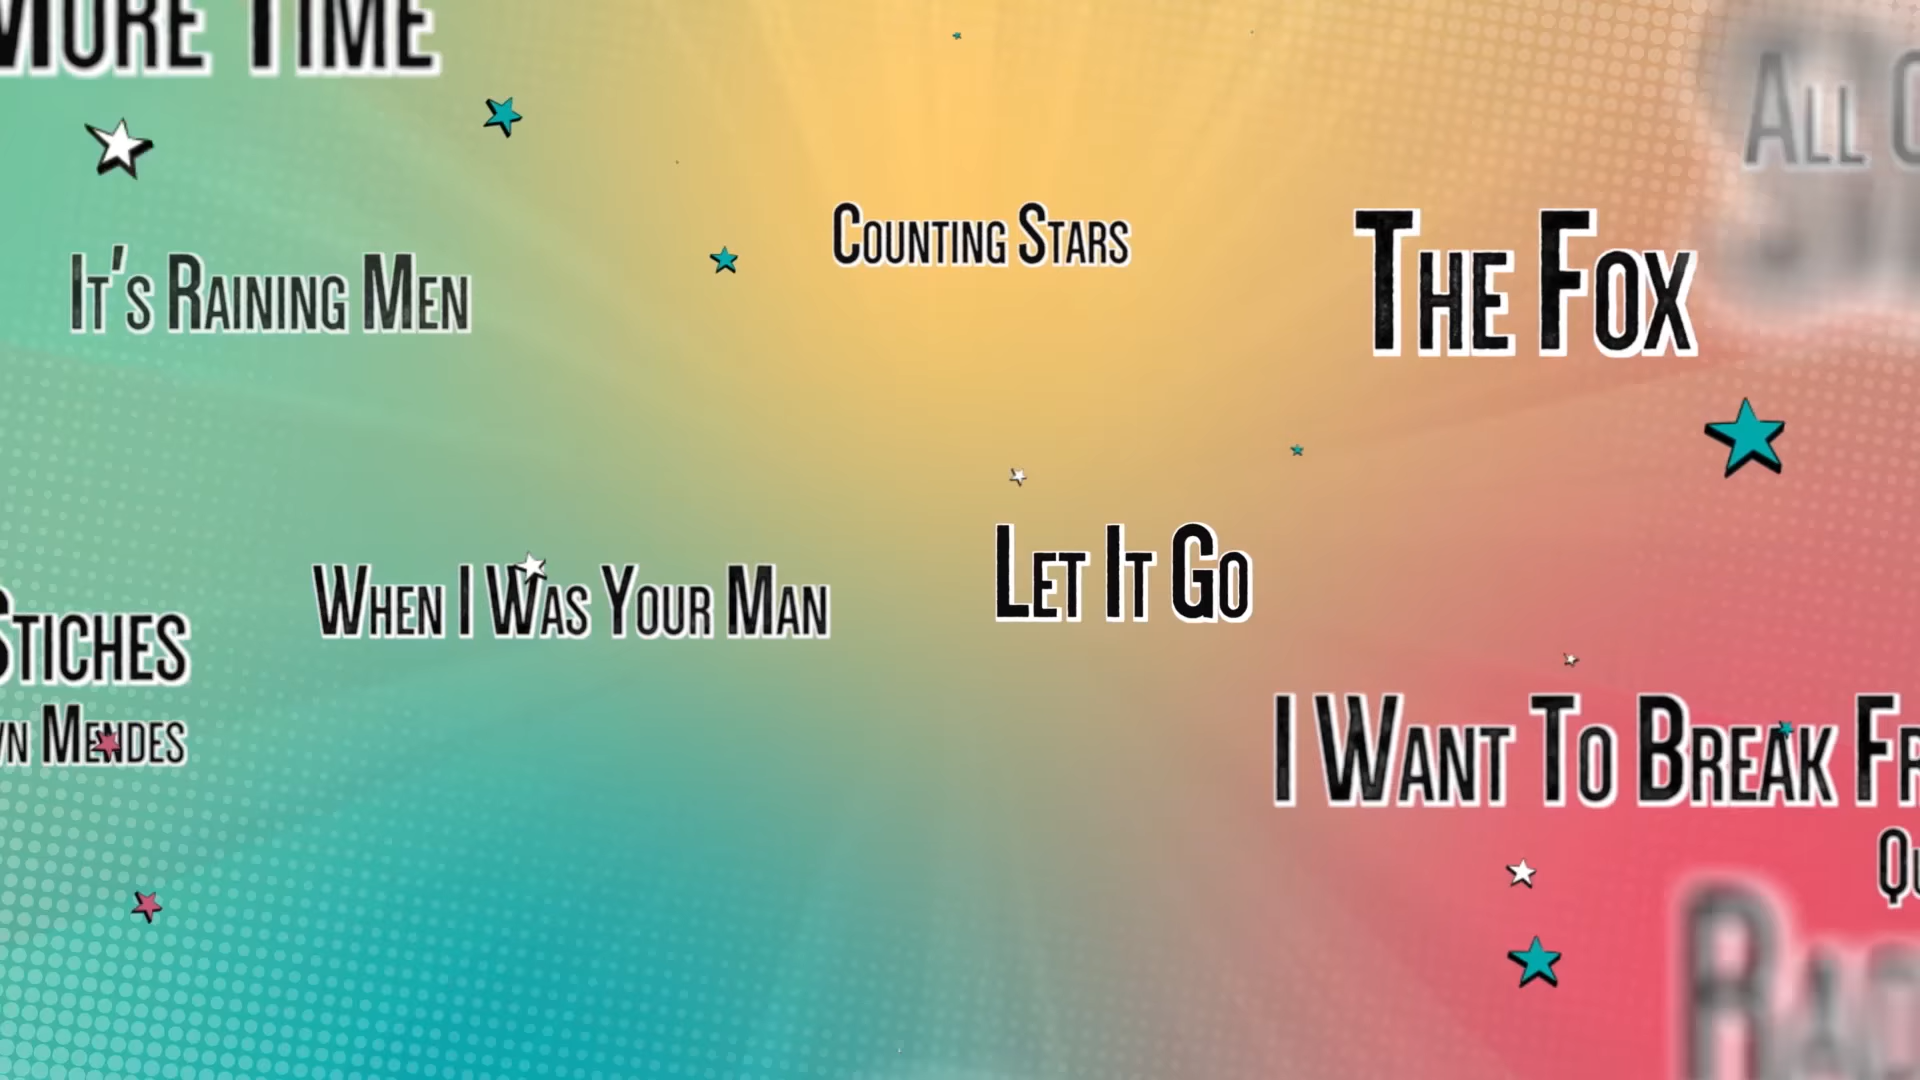 More Time
All
Counting Stars
The Fox
It's Raining Men
Let It Go
When I Was Your Man
Stiches
Mendes
I Want To Break